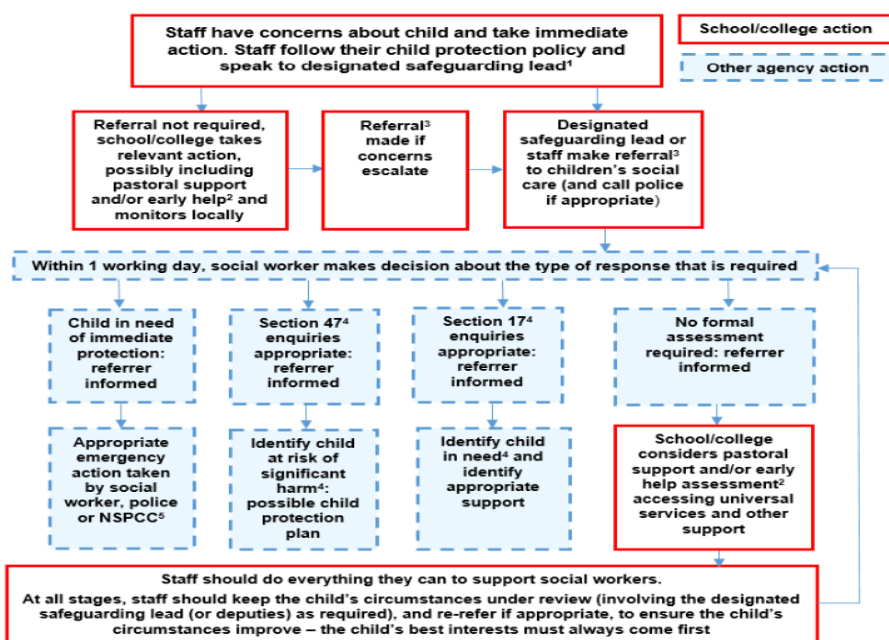 Staff have concerns about child and take immediate
action. Staff follow their child protection policy and
speak to designated safeguarding lead¹
School/college action
Other agency action
Referral not required,
school/college takes
relevant action,
possibly including
pastoral support
and/or early help² and
monitors locally
Referral³
made if
concerns
escalate
Designated
safeguarding lead or
staff make referral³
to children's social
care (and call police
if appropriate)
Within 1 working day, social worker makes decision about the type of response that is required
Child in need
of immediate
protection:
referrer
informed
Section 47⁴
enquiries
appropriate:
referrer
informed
Section 17⁴
enquiries
appropriate:
referrer
informed
No formal
assessment
required: referrer
informed
Appropriate
emergency
action taken
by social
worker, police
or NSPCC⁵
Identify child
at risk of
significant
harm⁴:
possible child
protection
plan
Identify child
in need⁴ and
identify
appropriate
support
School/college
considers pastoral
support and/or early
help assessment²
accessing universal
services and other
support
Staff should do everything they can to support social workers.
At all stages, staff should keep the child's circumstances under review (involving the designated
safeguarding lead (or deputies) as required), and re-refer if appropriate, to ensure the child's
circumstances improve – the child's best interests must always come first